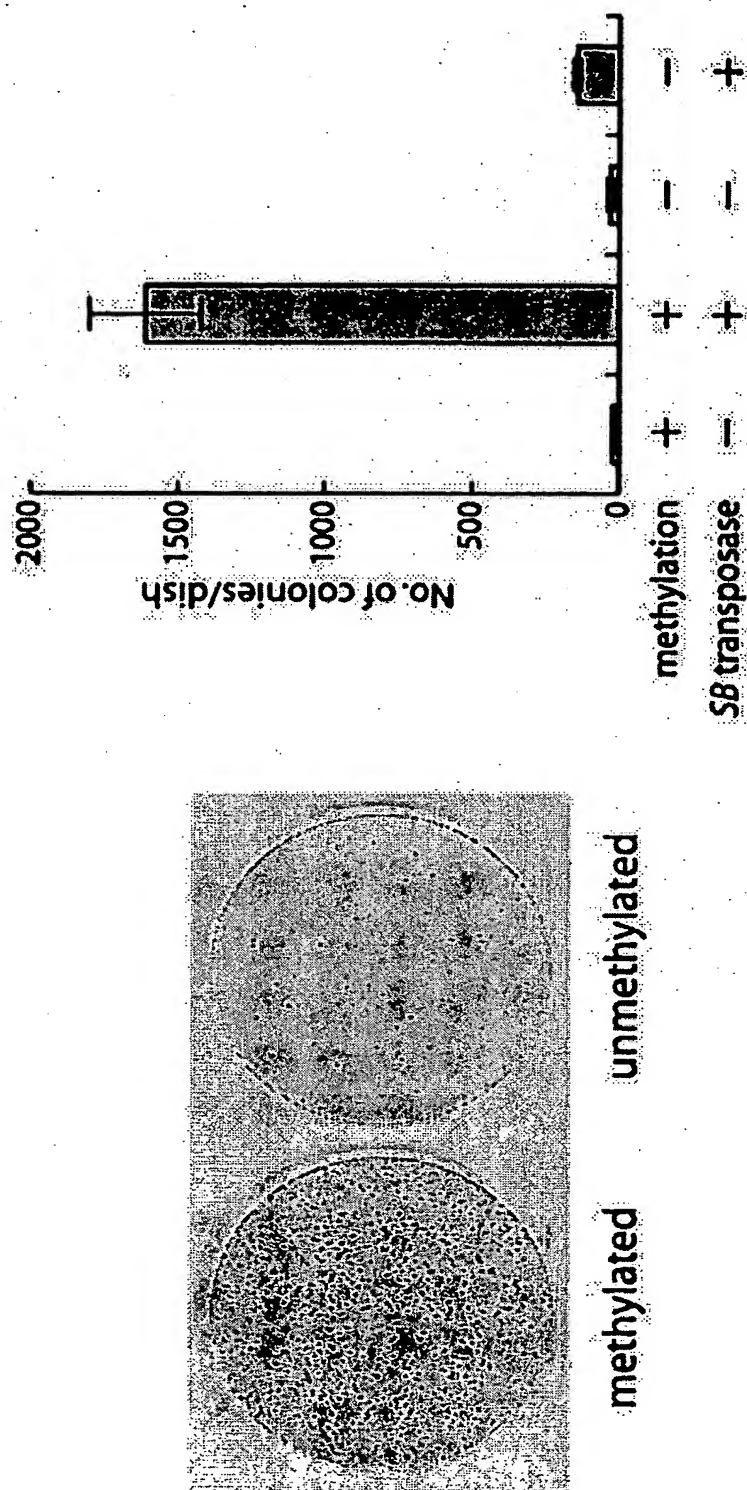 methylated
unmethylated
No. of colonies/dish
2000
1500
1000
500
0
methylation + + − −
SB transposase − + − +